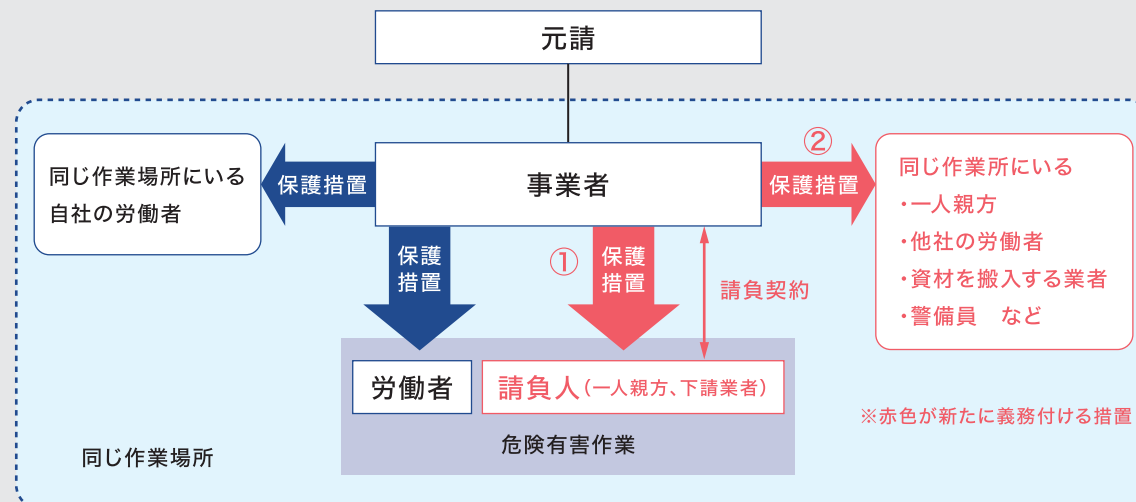 元請
事業者
同じ作業場所にいる
自社の労働者
保護措置
②
保護措置
同じ作業所にいる
・一人親方
・他社の労働者
・資材を搬入する業者
・警備員　など
保護
措置
①
保護
措置
請負契約
労働者
請負人（一人親方、下請業者）
危険有害作業
※赤色が新たに義務付ける措置
同じ作業場所